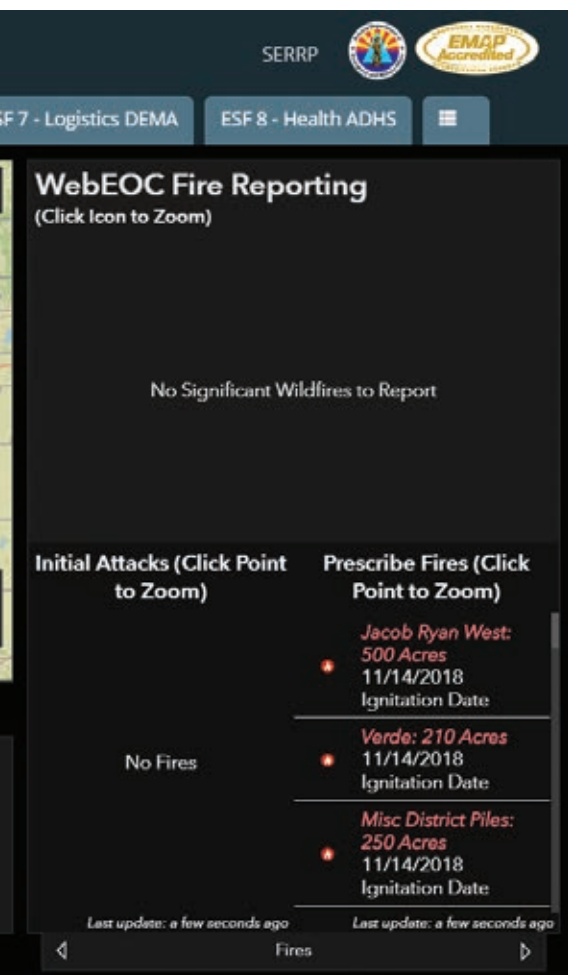 SERRP
EMAP
Accredited
SF 7 - Logistics DEMA
ESF 8 - Health ADHS
WebEOC Fire Reporting
(Click Icon to Zoom)
No Significant Wildfires to Report
Initial Attacks (Click Point
to Zoom)
No Fires
Last update: a few seconds ago
Prescribe Fires (Click
Point to Zoom)
Jacob Ryan West:
500 Acres
11/14/2018
Ignitation Date
Verde: 210 Acres
11/14/2018
Ignitation Date
Misc District Piles:
250 Acres
11/14/2018
Ignitation Date
Last update: a few seconds ago
Fires